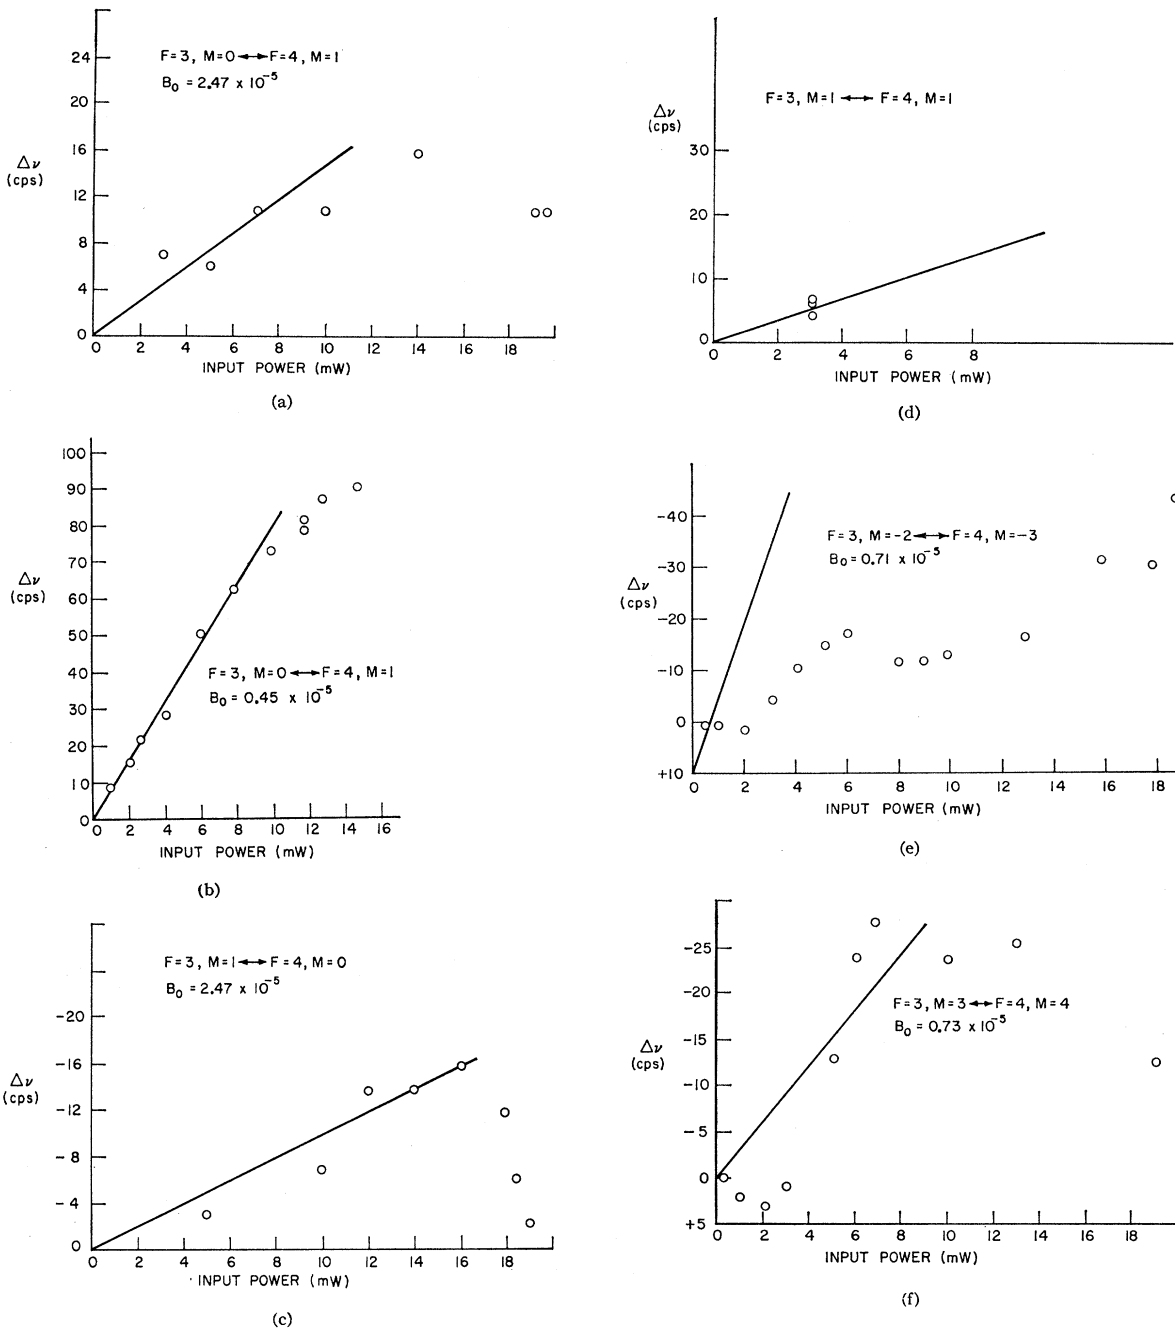 24
20
16
12
8
4
0
Δν
(cps)
F=3, M=0↔F=4, M=1
B₀ = 2.47 x 10⁻⁵
0 2 4 6 8 10 12 14 16 18
INPUT POWER (mW)
(a)
100
90
80
70
60
50
40
30
20
10
0
Δν
(cps)
F=3, M=0↔F=4, M=1
B₀ = 0.45 x 10⁻⁵
0 2 4 6 8 10 12 14 16
INPUT POWER (mW)
(b)
F=3, M=1↔F=4, M=0
B₀ = 2.47 x 10⁻⁵
-20
-16
-12
-8
-4
0
Δν
(cps)
0 2 4 6 8 10 12 14 16 18
INPUT POWER (mW)
(c)
F=3, M=1↔F=4, M=1
Δν
(cps)
30
20
10
0
0 2 4 6 8
INPUT POWER (mW)
(d)
-40
-30
-20
-10
0
+10
Δν
(cps)
F=3, M=-2↔F=4, M=-3
B₀ = 0.71 x 10⁻⁵
0 2 4 6 8 10 12 14 16 18
INPUT POWER (mW)
(e)
-25
-20
-15
-10
-5
0
+5
Δν
(cps)
F=3, M=3↔F=4, M=4
B₀ = 0.73 x 10⁻⁵
0 2 4 6 8 10 12 14 16 18
INPUT POWER (mW)
(f)